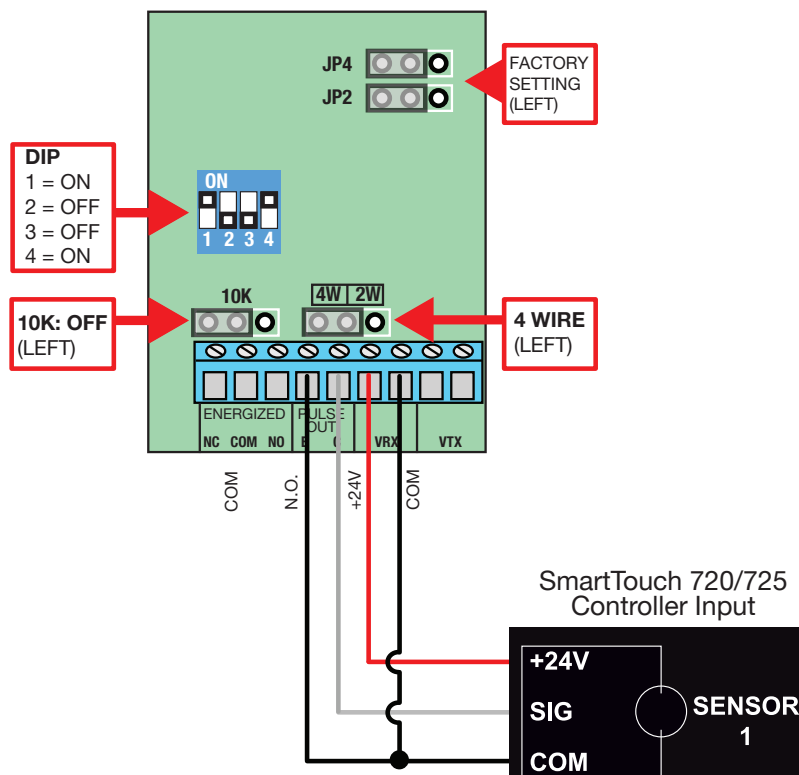 JP4
JP2
FACTORY
SETTING
(LEFT)
DIP
1 = ON
2 = OFF
3 = OFF
4 = ON
ON
1 2 3 4
10K: OFF
(LEFT)
10K
4W 2W
4 WIRE
(LEFT)
ENERGIZED
PULSE
OUT
NC COM NO E C VRX VTX
COM
N.O.
+24V
COM
SmartTouch 720/725
Controller Input
+24V
SIG
COM
SENSOR
1